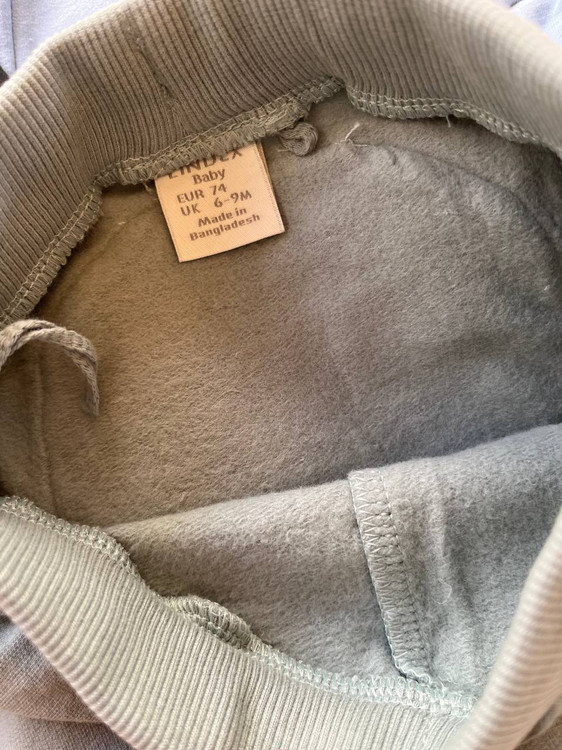 LINDEX
Baby
EUR 74
UK 6-9M
Made in
Bangladesh